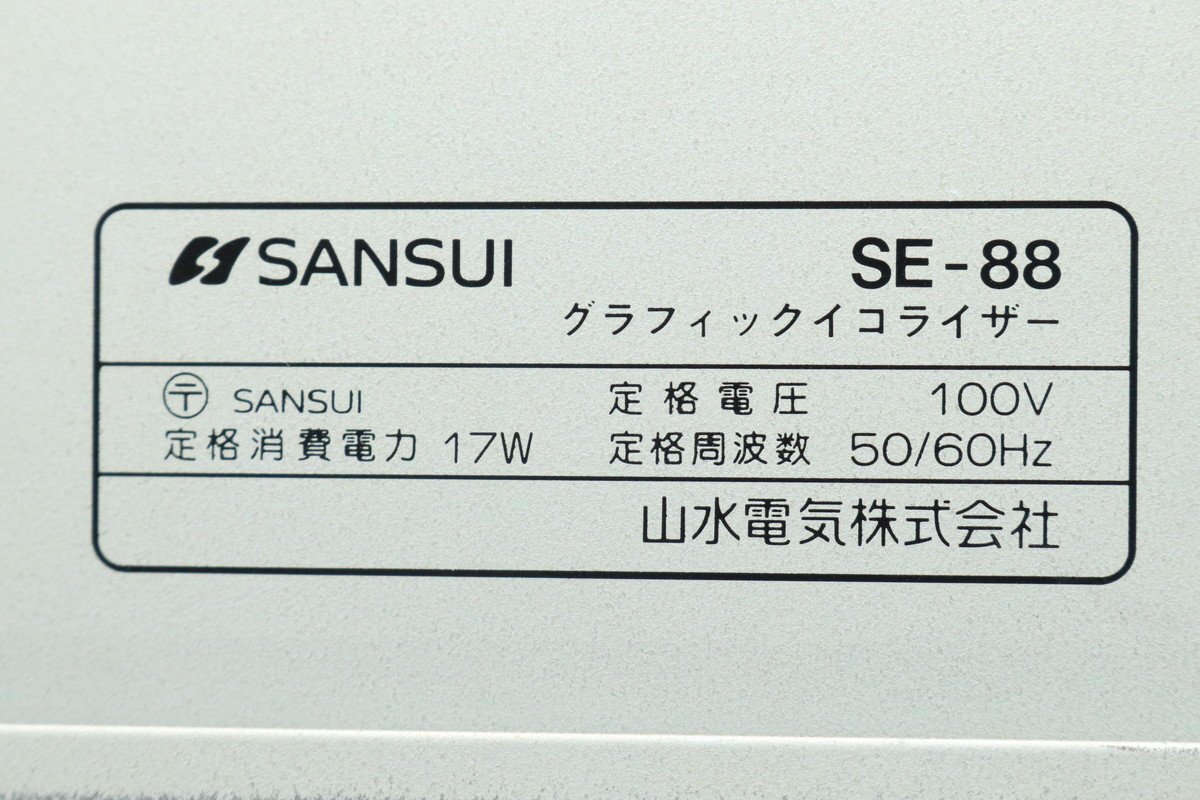 SANSUI SE-88
グラフィックイコライザー
〒 SANSUI 定格電圧 100V
定格消費電力 17W 定格周波数 50/60Hz
山水電気株式会社